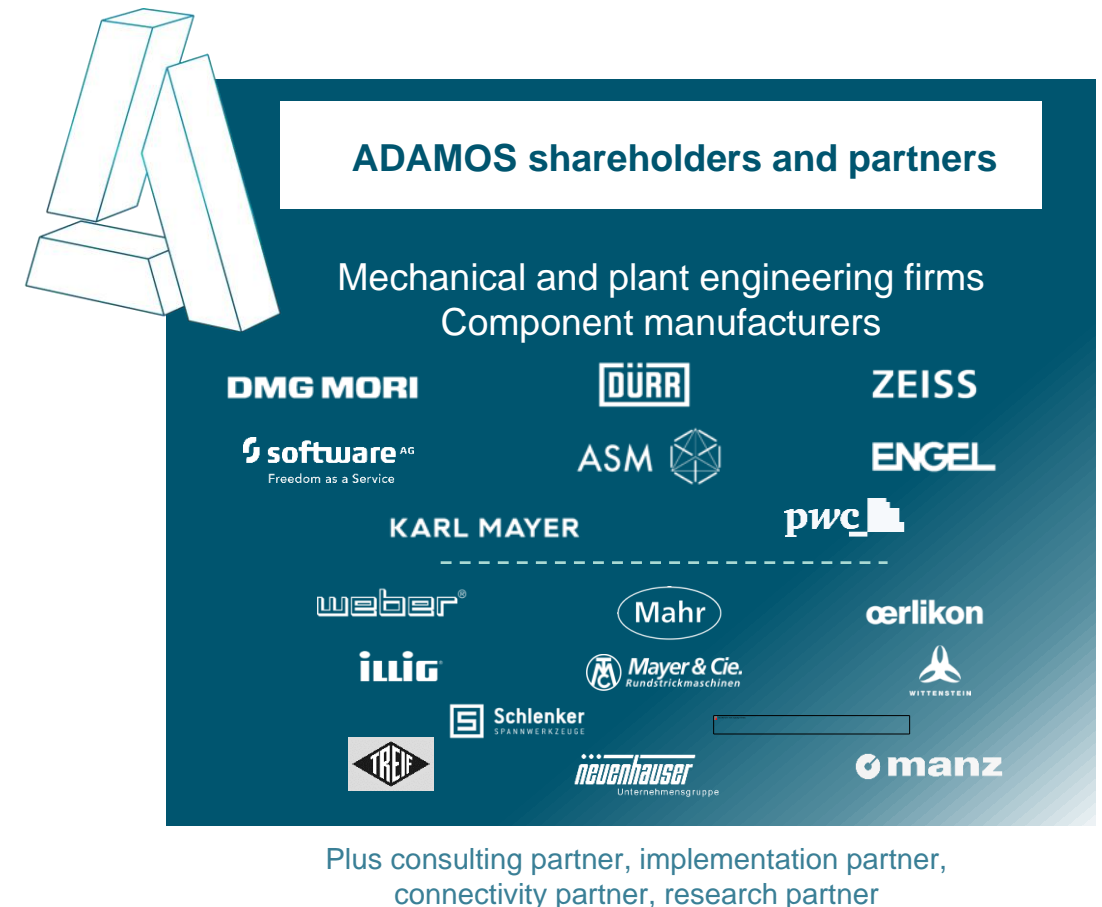 ADAMOS shareholders and partners
Mechanical and plant engineering firms
Component manufacturers
DMG MORI
DÜRR
ZEISS
software AG
Freedom as a Service
ASM
ENGEL
KARL MAYER
pwc
weber®
Mahr
œrlikon
illig
Mayer & Cie.
Rundstrickmaschinen
WITTENSTEIN
Schlenker
SPANNWERKZEUGE
TREIF
neuenhauser
Unternehmensgruppe
manz
Plus consulting partner, implementation partner,
connectivity partner, research partner